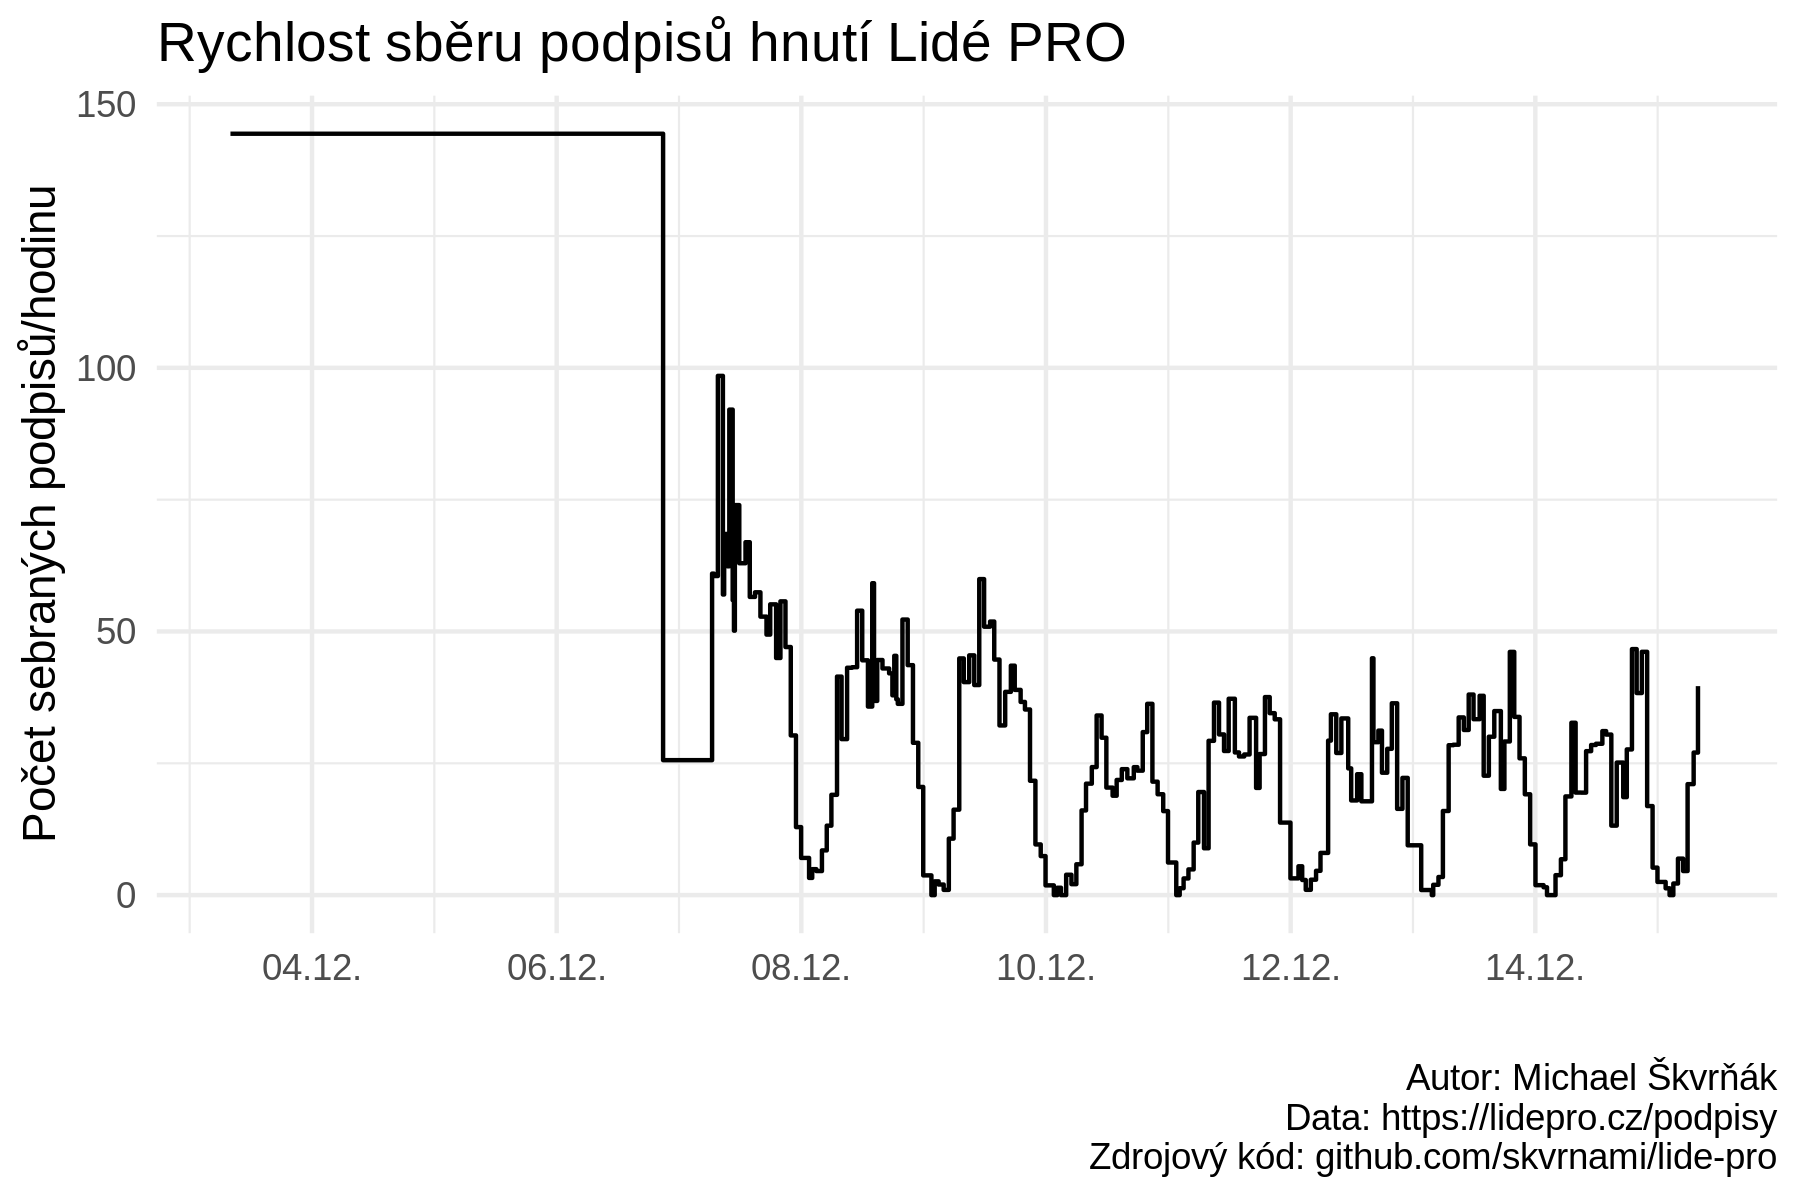 Rychlost sběru podpisů hnutí Lidé PRO
Počet sebraných podpisů/hodinu
150
100
50
0
04.12.
06.12.
08.12.
10.12.
12.12.
14.12.
Autor: Michael Škvrňák
Data: https://lidepro.cz/podpisy
Zdrojový kód: github.com/skvrnami/lide-pro